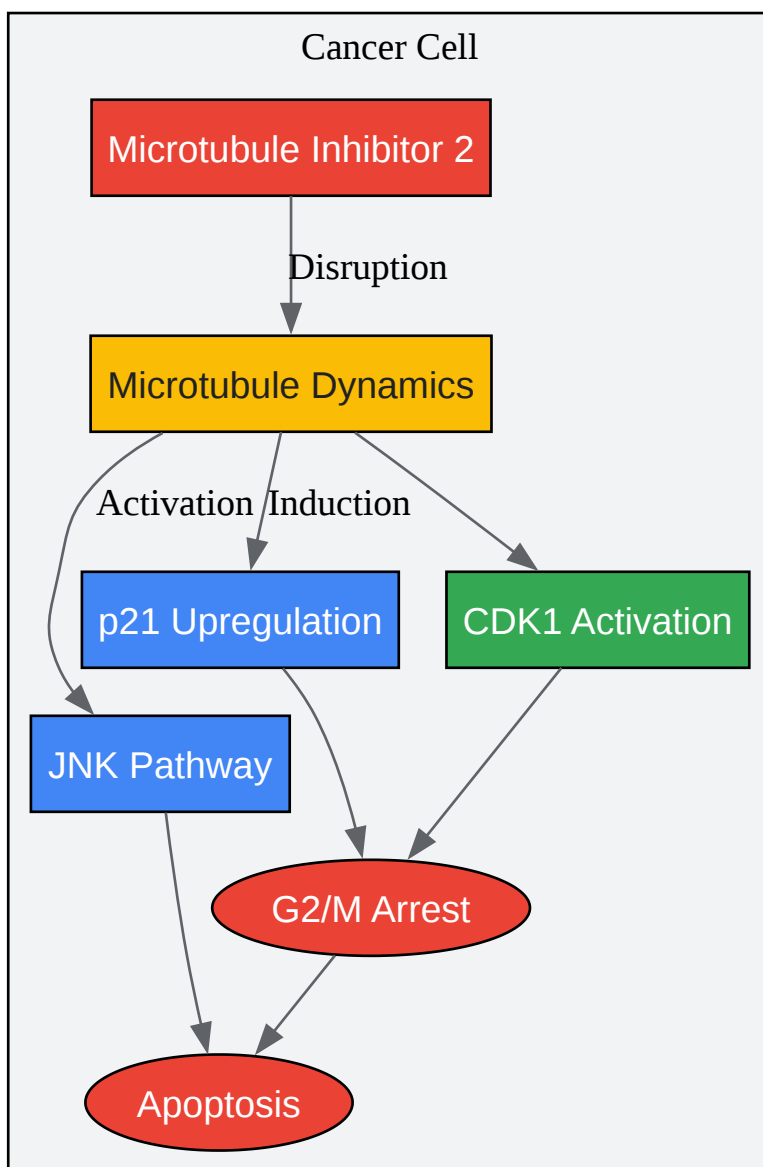 Cancer Cell
Microtubule Inhibitor 2
Disruption
Microtubule Dynamics
Activation
Induction
p21 Upregulation
CDK1 Activation
JNK Pathway
G2/M Arrest
Apoptosis